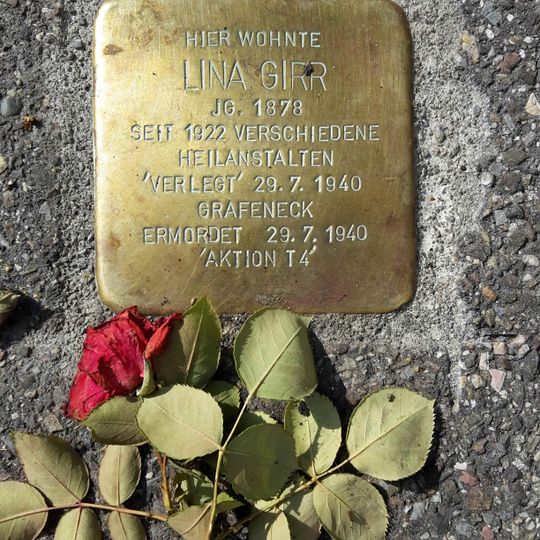 HIER WOHNTE
LINA GIRR
JG. 1878
SEIT 1922 VERSCHIEDENE
HEILANSTALTEN
'VERLEGT' 29.7.1940
GRAFENECK
ERMORDET 29.7.1940
'AKTION T4'